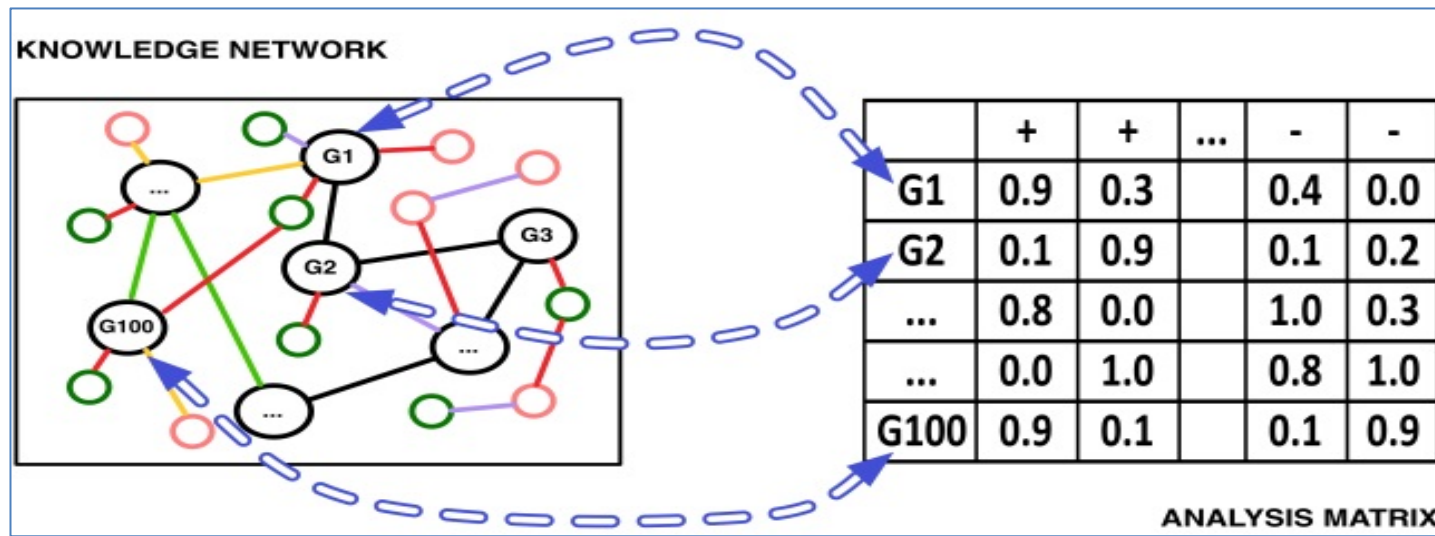 KNOWLEDGE NETWORK
G1
...
G2
G3
G100
...
...
+ + ... - -
G1 0.9 0.3 0.4 0.0
G2 0.1 0.9 0.1 0.2
... 0.8 0.0 1.0 0.3
... 0.0 1.0 0.8 1.0
G100 0.9 0.1 0.1 0.9
ANALYSIS MATRIX